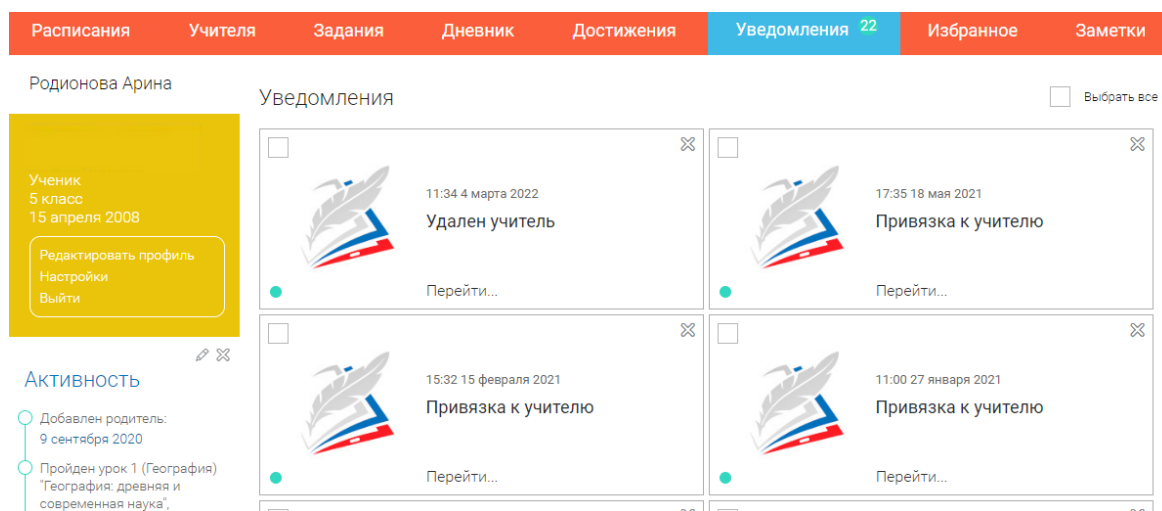 Расписания Учителя Задания Дневник Достижения Уведомления 22 Избранное Заметки
Родионова Арина
Ученик
5 класс
15 апреля 2008
Редактировать профиль
Настройки
Выйти
Активность
Добавлен родитель:
9 сентября 2020
Пройден урок 1 (География)
"География: древняя и
современная наука",
Уведомления
Выбрать все
11:34 4 марта 2022
Удален учитель
Перейти...
17:35 18 мая 2021
Привязка к учителю
Перейти...
15:32 15 февраля 2021
Привязка к учителю
Перейти...
11:00 27 января 2021
Привязка к учителю
Перейти...